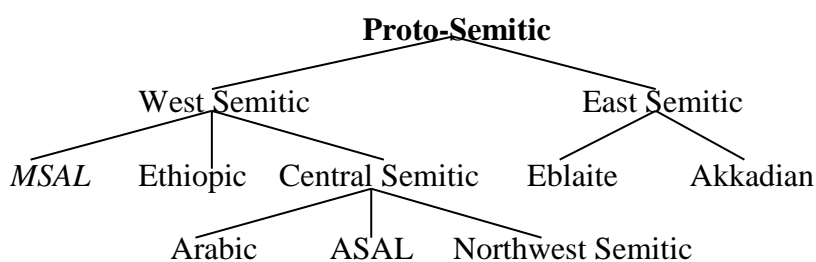 Proto-Semitic
West Semitic East Semitic
MSAL Ethiopic Central Semitic Eblaite Akkadian
Arabic ASAL Northwest Semitic